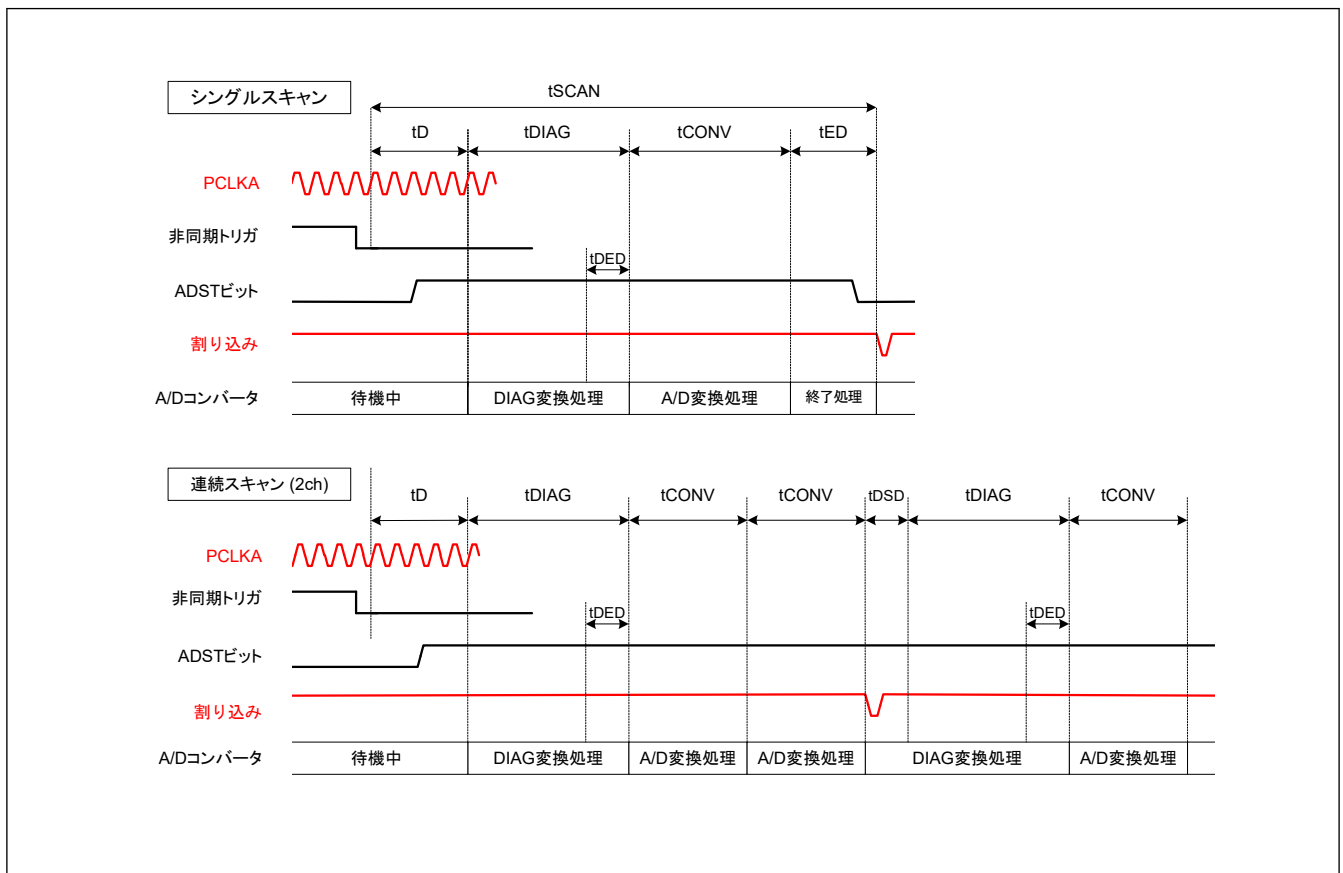 シングルスキャン
tSCAN
tD tDIAG tCONV tED
PCLKA
非同期トリガ
tDED
ADSTビット
割り込み
A/Dコンバータ 待機中 DIAG変換処理 A/D変換処理 終了処理
連続スキャン (2ch)
tD tDIAG tCONV tCONV tDSD tDIAG tCONV
PCLKA
非同期トリガ
tDED tDED
ADSTビット
割り込み
A/Dコンバータ 待機中 DIAG変換処理 A/D変換処理 A/D変換処理 DIAG変換処理 A/D変換処理